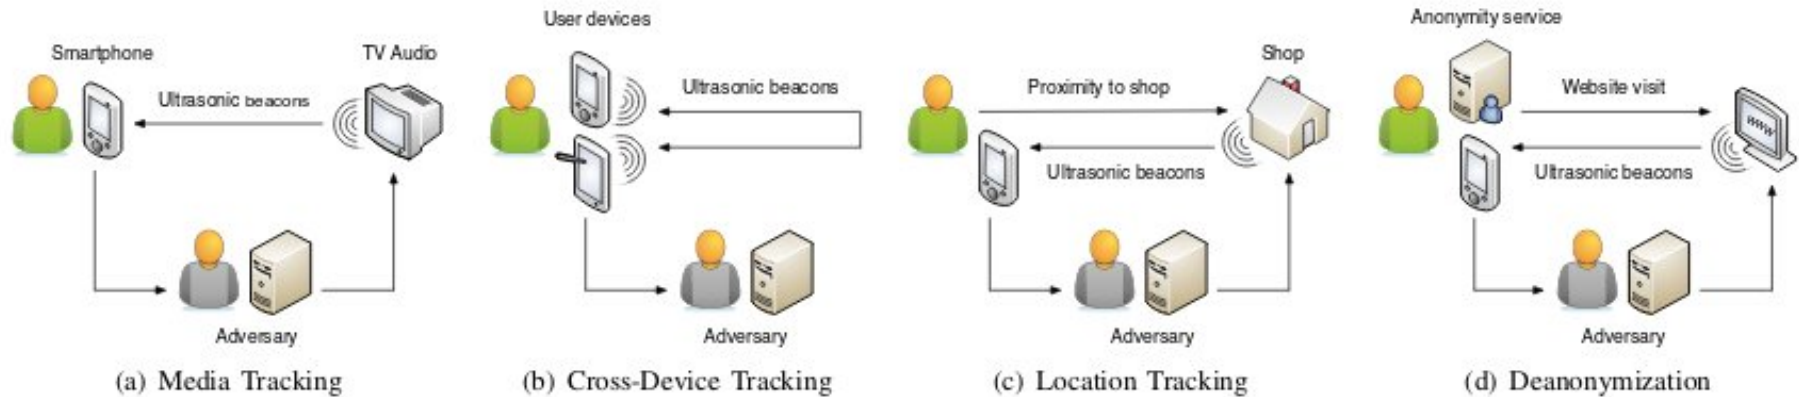 Smartphone
TV Audio
Ultrasonic beacons
Adversary
(a) Media Tracking
User devices
Ultrasonic beacons
Adversary
(b) Cross-Device Tracking
Shop
Proximity to shop
Ultrasonic beacons
Adversary
(c) Location Tracking
Anonymity service
Website visit
www
Ultrasonic beacons
Adversary
(d) Deanonymization